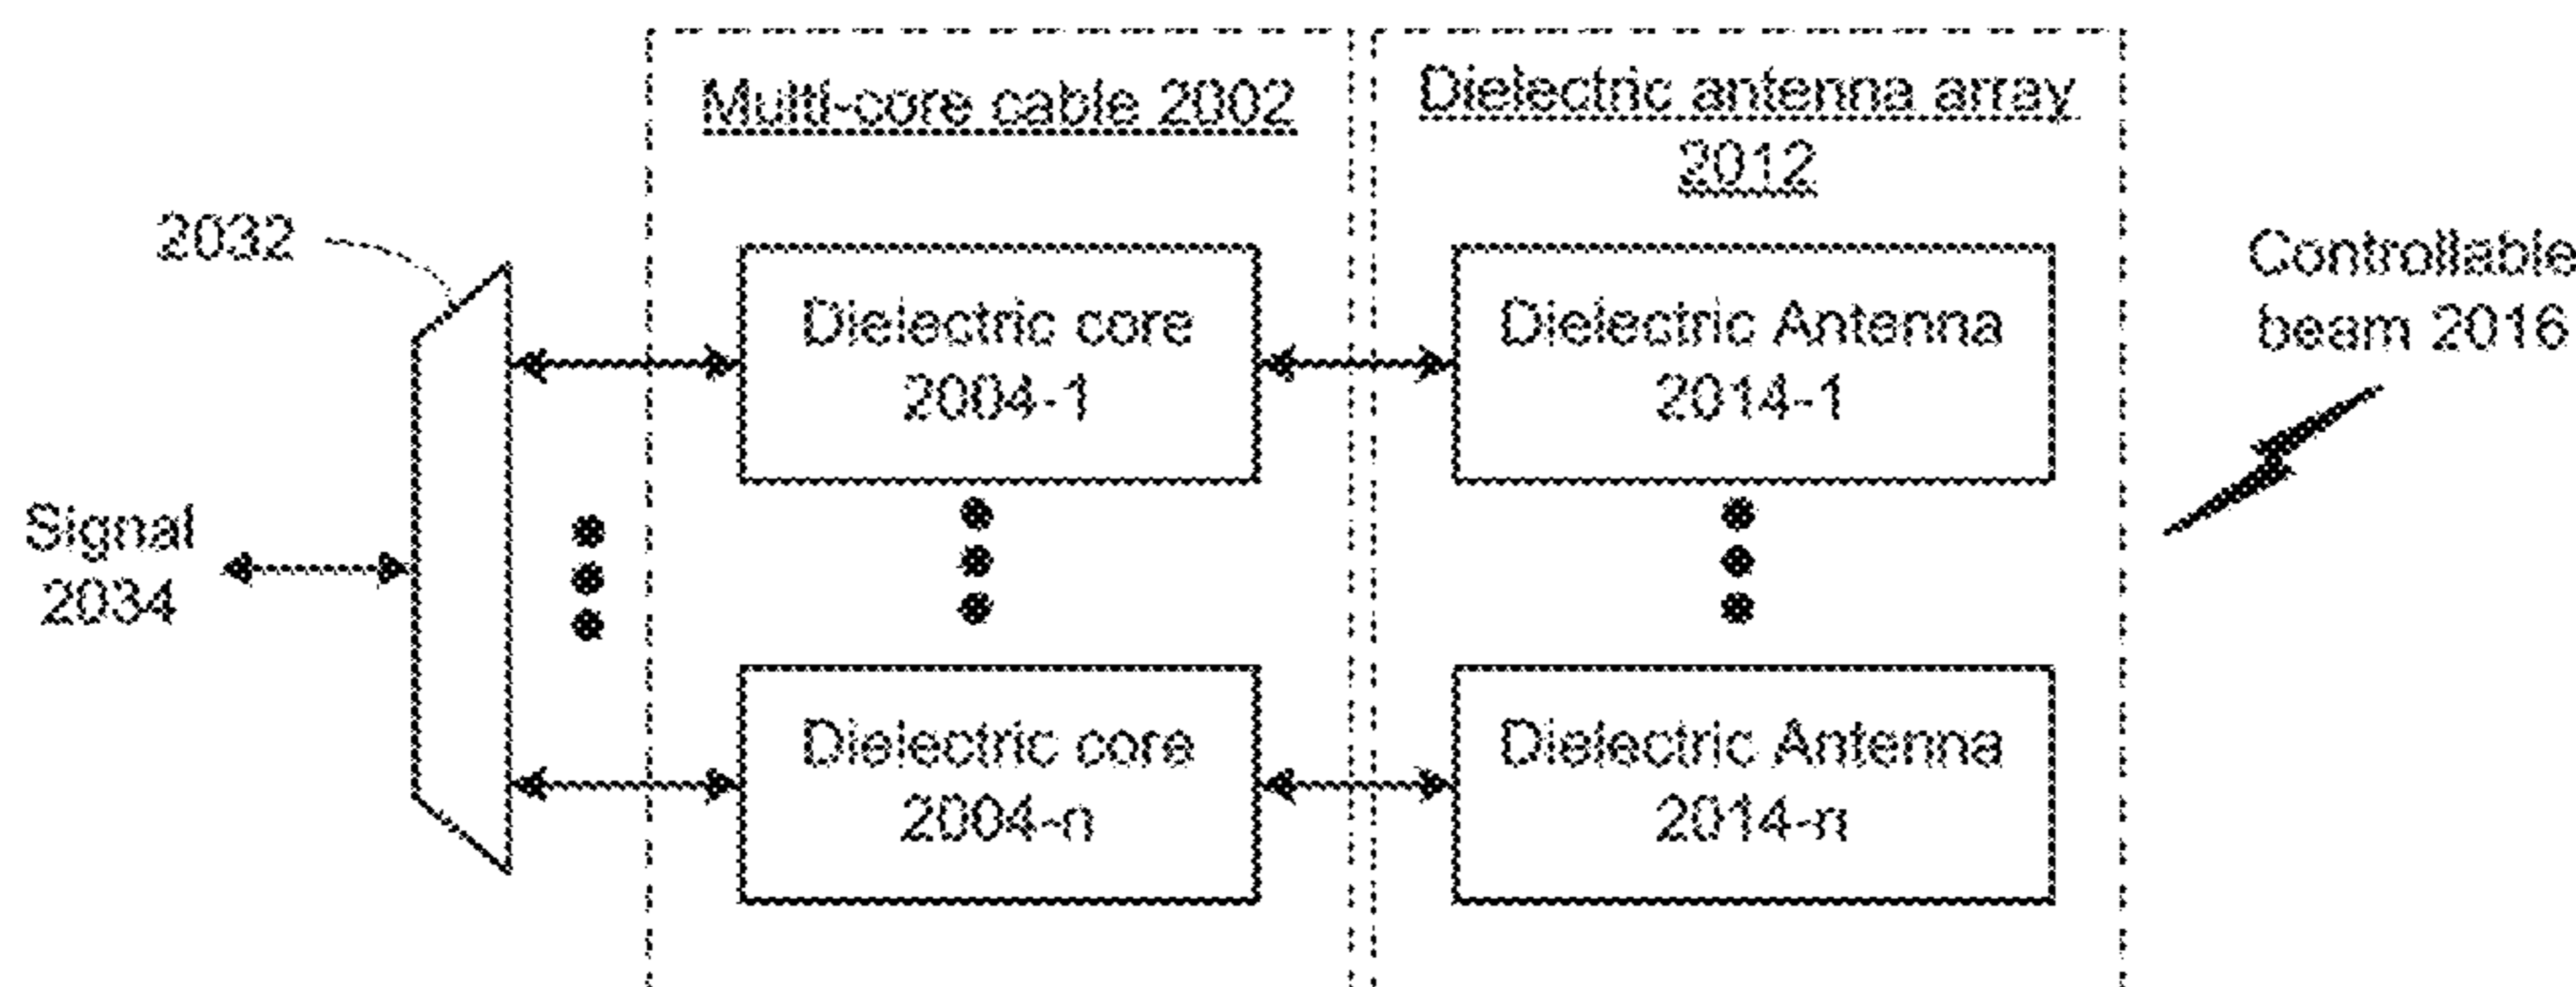 Multi-core cable 2002
Dielectric antenna array
2012
2032
Controllable
beam 2016
Dielectric core
2004-1
Dielectric Antenna
2014-1
Signal
2034
Dielectric core
2004-n
Dielectric Antenna
2014-n